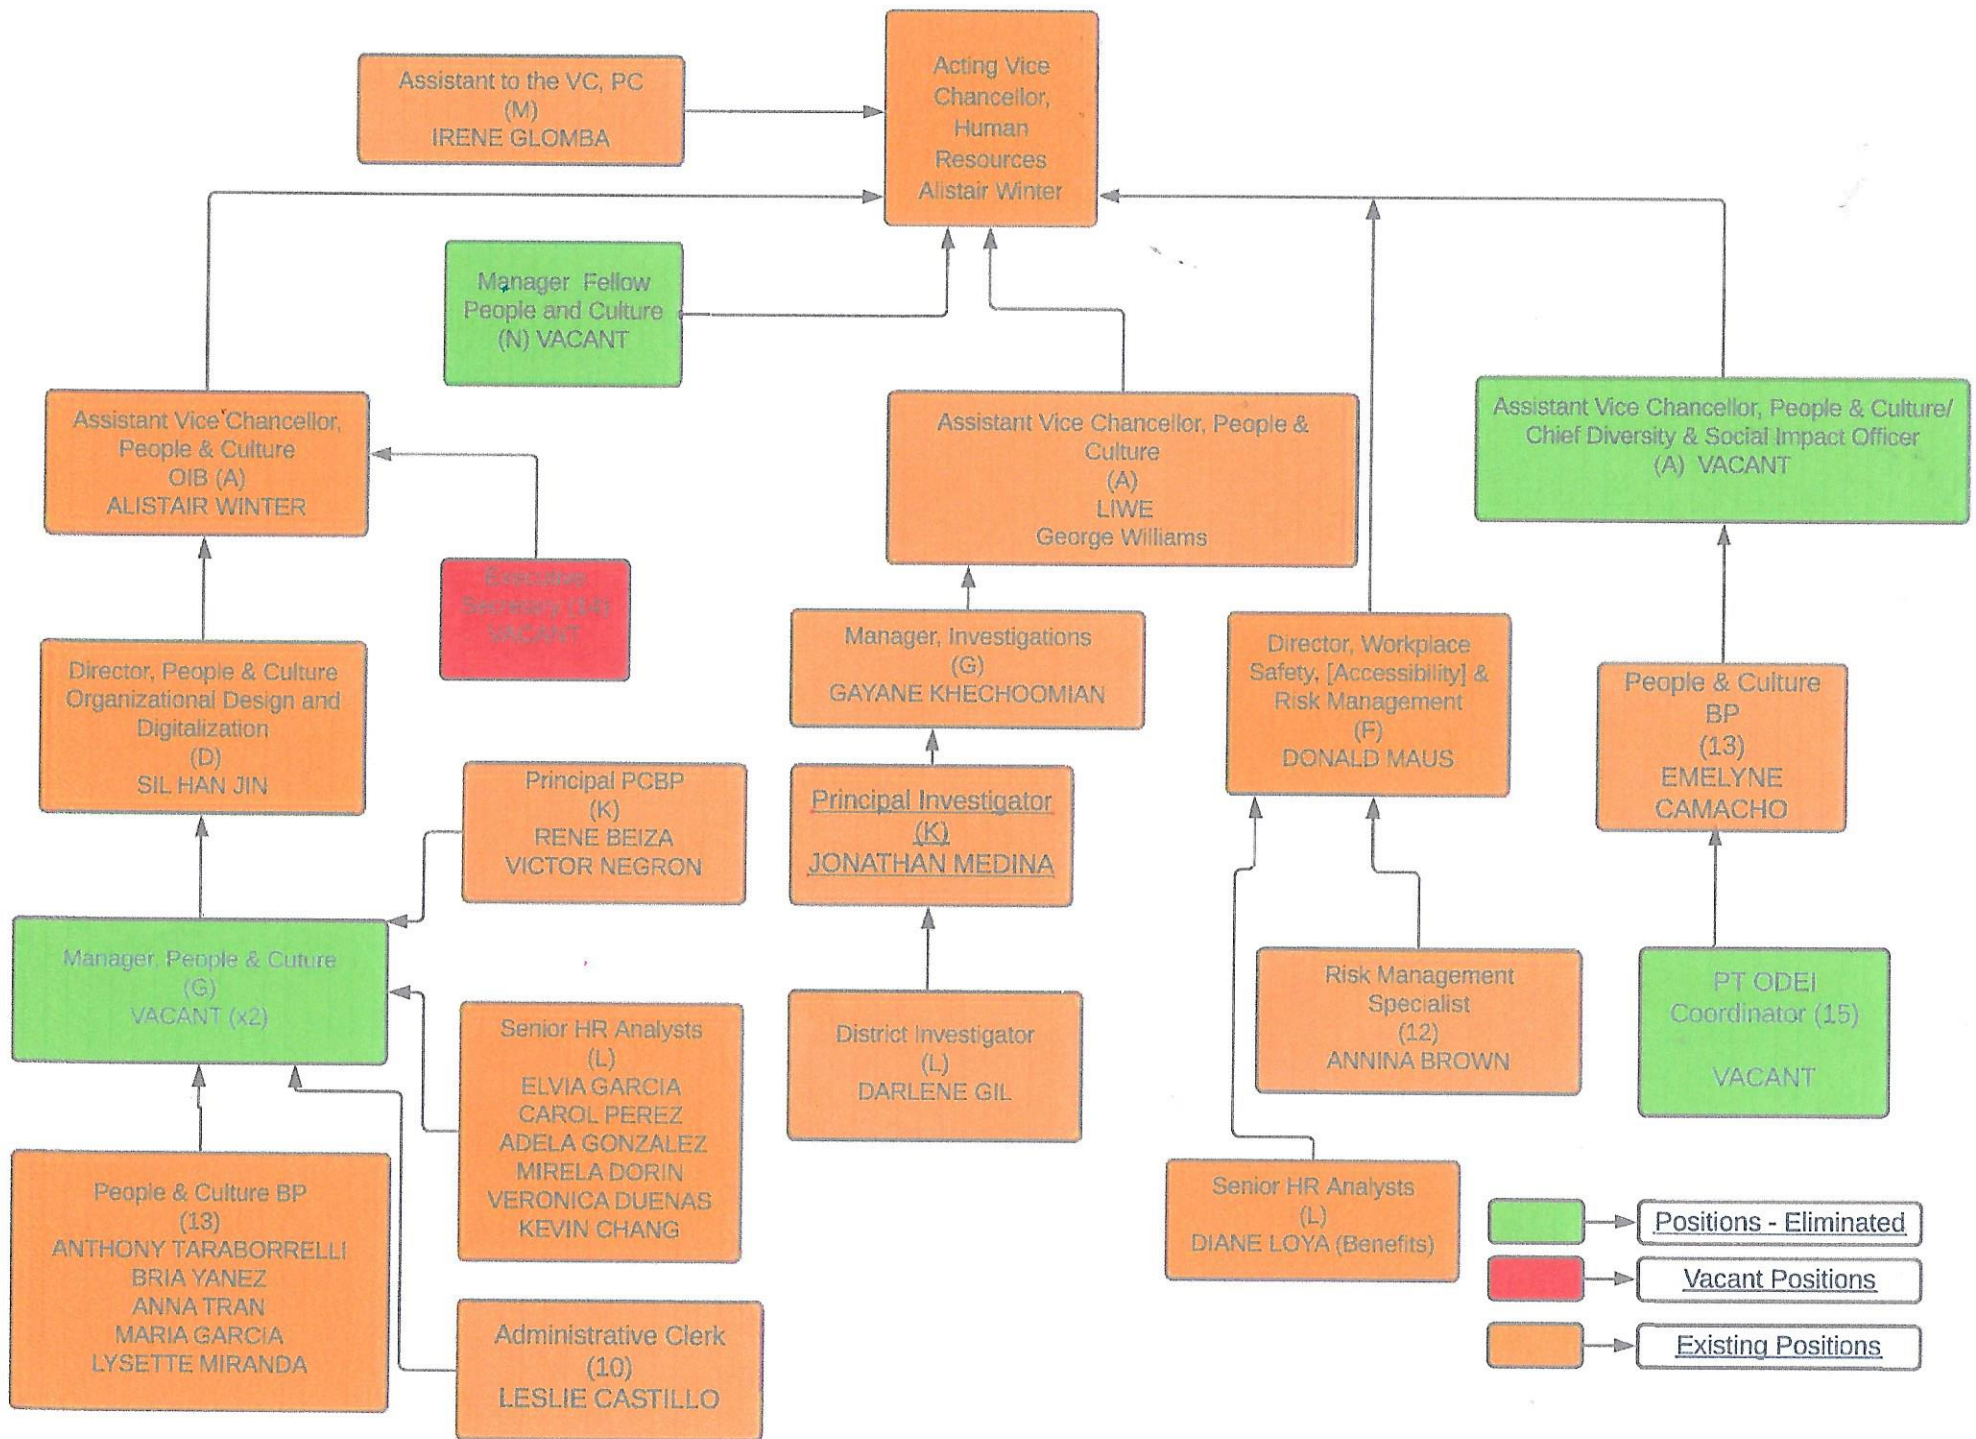 Acting Vice
Chancellor,
Human
Resources
Alistair Winter
Assistant to the VC, PC
(M)
IRENE GLOMBA
Manager Fellow
People and Culture
(N) VACANT
Assistant Vice Chancellor,
People & Culture
OIB (A)
ALISTAIR WINTER
Assistant Vice Chancellor, People &
Culture
(A)
LIWE
George Williams
Assistant Vice Chancellor, People & Culture/
Chief Diversity & Social Impact Officer
(A) VACANT
Executive
Secretary (14)
VACANT
Director, People & Culture
Organizational Design and
Digitalization
(D)
SIL HAN JIN
Manager, Investigations
(G)
GAYANE KHECHOOMIAN
Director, Workplace
Safety, [Accessibility] &
Risk Management
(F)
DONALD MAUS
People & Culture
BP
(13)
EMELYNE
CAMACHO
Principal PCBP
(K)
RENE BEIZA
VICTOR NEGRON
Principal Investigator
(K)
JONATHAN MEDINA
Manager, People & Cuture
(G)
VACANT (x2)
Senior HR Analysts
(L)
ELVIA GARCIA
CAROL PEREZ
ADELA GONZALEZ
MIRELA DORIN
VERONICA DUENAS
KEVIN CHANG
District Investigator
(L)
DARLENE GIL
Risk Management
Specialist
(12)
ANNINA BROWN
PT ODEI
Coordinator (15)
VACANT
People & Culture BP
(13)
ANTHONY TARABORRELLI
BRIA YANEZ
ANNA TRAN
MARIA GARCIA
LYSETTE MIRANDA
Administrative Clerk
(10)
LESLIE CASTILLO
Senior HR Analysts
(L)
DIANE LOYA (Benefits)
Positions - Eliminated
Vacant Positions
Existing Positions